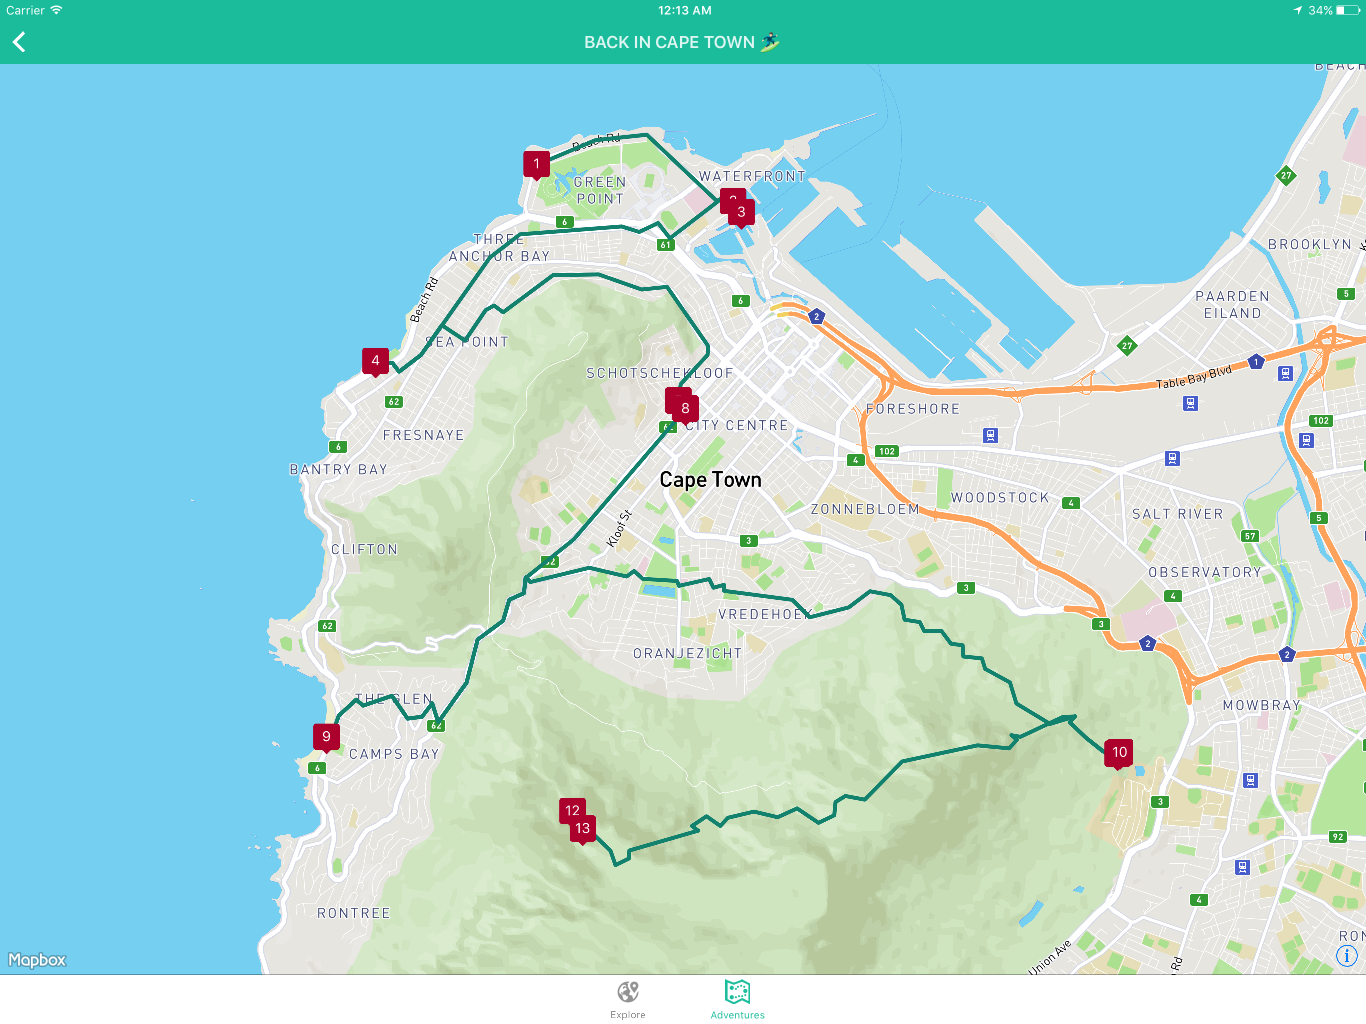 Carrier
12:13 AM
34%
BACK IN CAPE TOWN
BEACH
Beach Rd
1
WATERFRONT
27
GREEN
POINT
3
6
THREE
ANCHOR BAY
61
BROOKLYN
Beach Rd
6
2
PAARDEN
EILAND
5
SEA POINT
27
4
1
SCHOTSCHEKLOOF
Table Bay Blvd
62
8
FORESHORE
102
CITY CENTRE
FRESNAYE
6
102
4
BANTRY BAY
Cape Town
WOODSTOCK
4
ZONNEBLOEM
SALT RIVER
5
Kloof St
57
3
CLIFTON
62
OBSERVATORY
3
4
VREDEHOEK
62
3
2
ORANJEZICHT
2
THE GLEN
MOWBRAY
62
9
CAMPS BAY
10
6
3
12
13
92
4
RONTREE
Union Ave
Rd
RON
Mapbox
Explore
Adventures